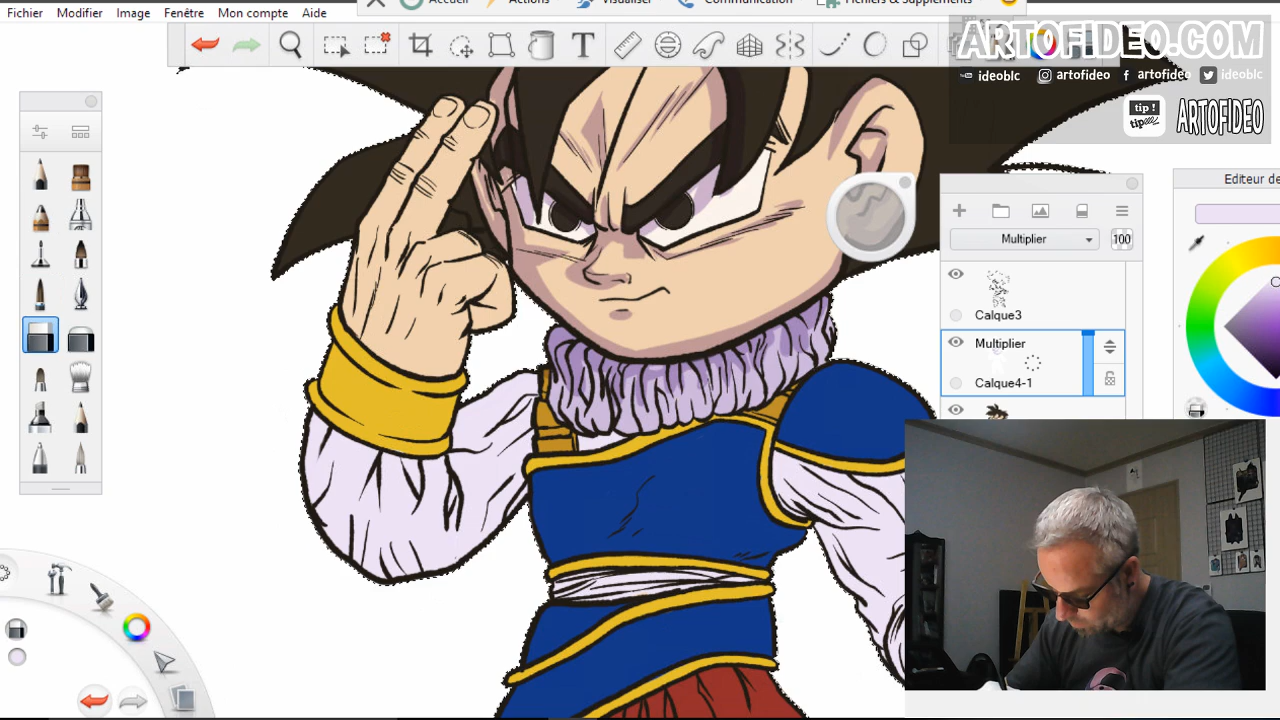 Accueil Actions Visualiser Communication Fichiers & Suppléments
Fichier Modifier Image Fenêtre Mon compte Aide
ARTOFIDEO.COM
ideoblc artofideo artofideo ideoblc
tip !
tip
ARTOFIDEO
Editeur de
Multiplier 100
Calque3
Multiplier
Calque4-1
T